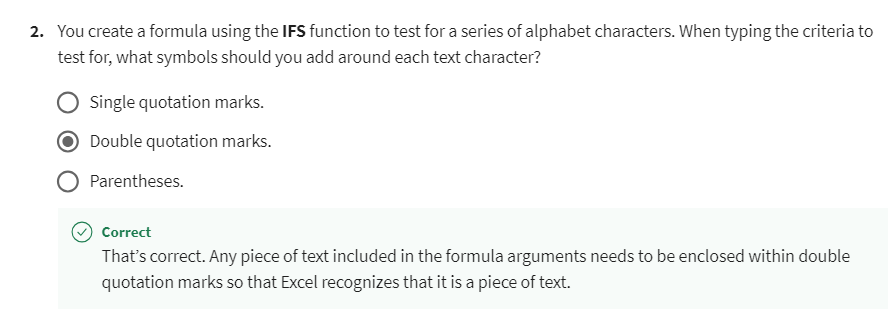 2. You create a formula using the IFS function to test for a series of alphabet characters. When typing the criteria to
test for, what symbols should you add around each text character?
Single quotation marks.
Double quotation marks.
Parentheses.
Correct
That's correct. Any piece of text included in the formula arguments needs to be enclosed within double
quotation marks so that Excel recognizes that it is a piece of text.